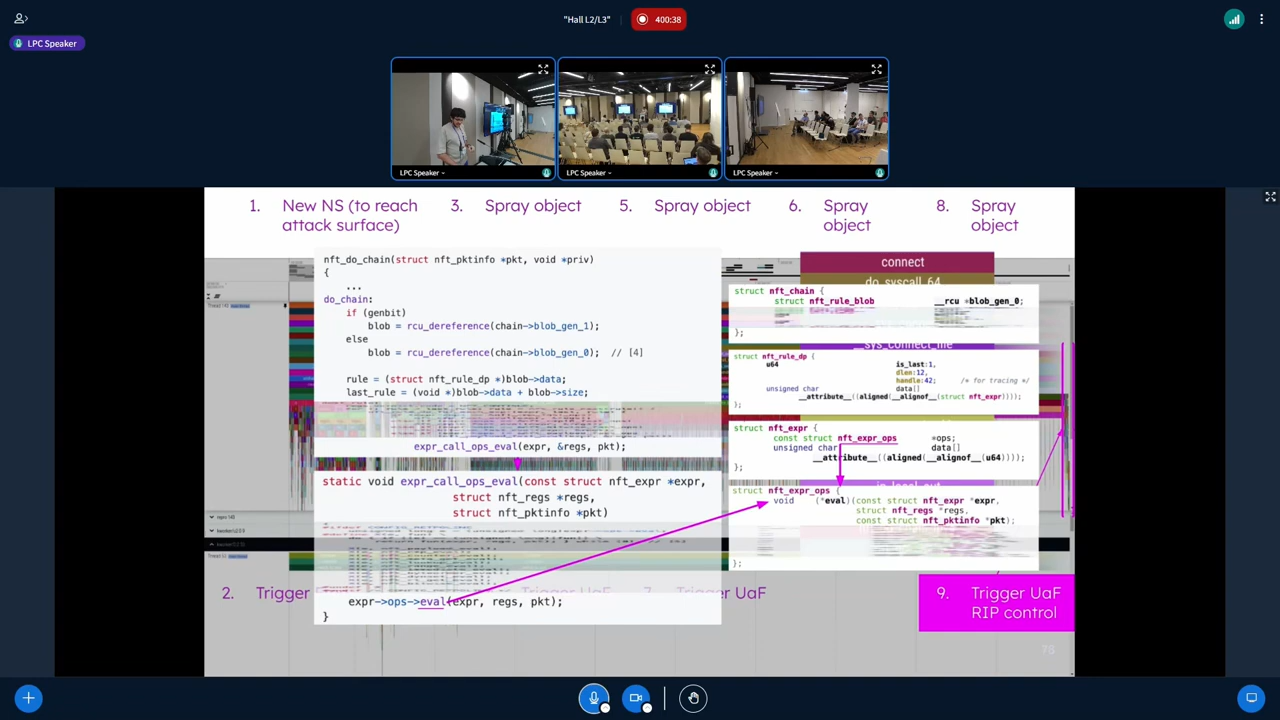 "Hall L2/L3"
400:38
LPC Speaker
LPC Speaker
LPC Speaker
LPC Speaker
1. New NS (to reach attack surface)
3. Spray object
5. Spray object
6. Spray object
8. Spray object
nft_do_chain(struct nft_pktinfo *pkt, void *priv)
{
...
do_chain:
if (genbit)
blob = rcu_dereference(chain->blob_gen_1);
else
blob = rcu_dereference(chain->blob_gen_0); // [4]
rule = (struct nft_rule_dp *)blob->data;
last_rule = (void *)blob->data + blob->size;
expr_call_ops_eval(expr, &regs, pkt);
static void expr_call_ops_eval(const struct nft_expr *expr,
struct nft_regs *regs,
struct nft_pktinfo *pkt)
expr->ops->eval(expr, regs, pkt);
}
connect
do_syscall_64
struct nft_chain {
struct nft_rule_blob __rcu *blob_gen_0;
};
struct nft_rule_dp {
u64 is_last:1,
dlen:12,
handle:42; /* for tracing */
unsigned char data[]
__attribute__((aligned(__alignof__(struct nft_expr))));
};
struct nft_expr {
const struct nft_expr_ops *ops;
unsigned char data[]
__attribute__((aligned(__alignof__(u64))));
};
struct nft_expr_ops {
void (*eval)(const struct nft_expr *expr,
struct nft_regs *regs,
const struct nft_pktinfo *pkt);
};
2. Trigger
UaF
9. Trigger UaF
RIP control
78